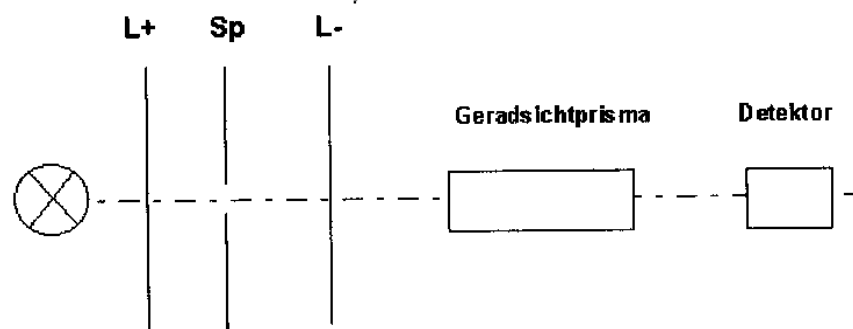 L+ Sp L-
Geradsichtprisma Detektor